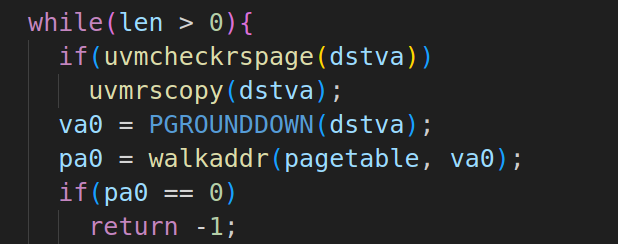 while(len > 0){
if(uvmcheckrspage(dstva))
uvmrscopy(dstva);
va0 = PGROUNDDOWN(dstva);
pa0 = walkaddr(pagetable, va0);
if(pa0 == 0)
return -1;